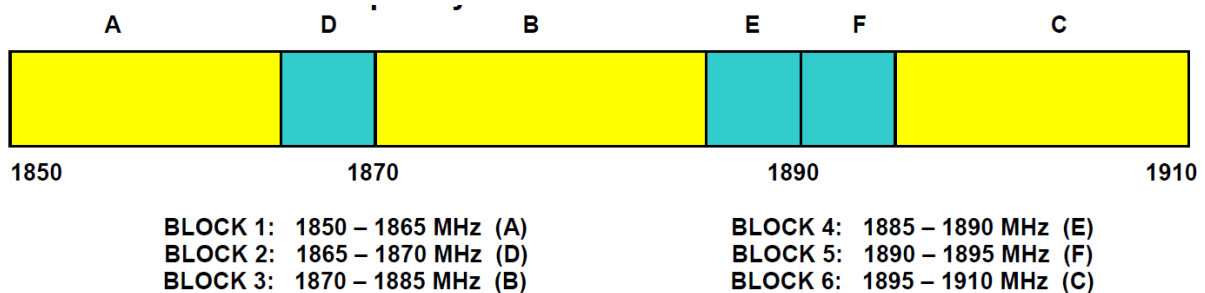 A D B E F C
1850 1870 1890 1910
BLOCK 1: 1850 – 1865 MHz (A)
BLOCK 2: 1865 – 1870 MHz (D)
BLOCK 3: 1870 – 1885 MHz (B)
BLOCK 4: 1885 – 1890 MHz (E)
BLOCK 5: 1890 – 1895 MHz (F)
BLOCK 6: 1895 – 1910 MHz (C)